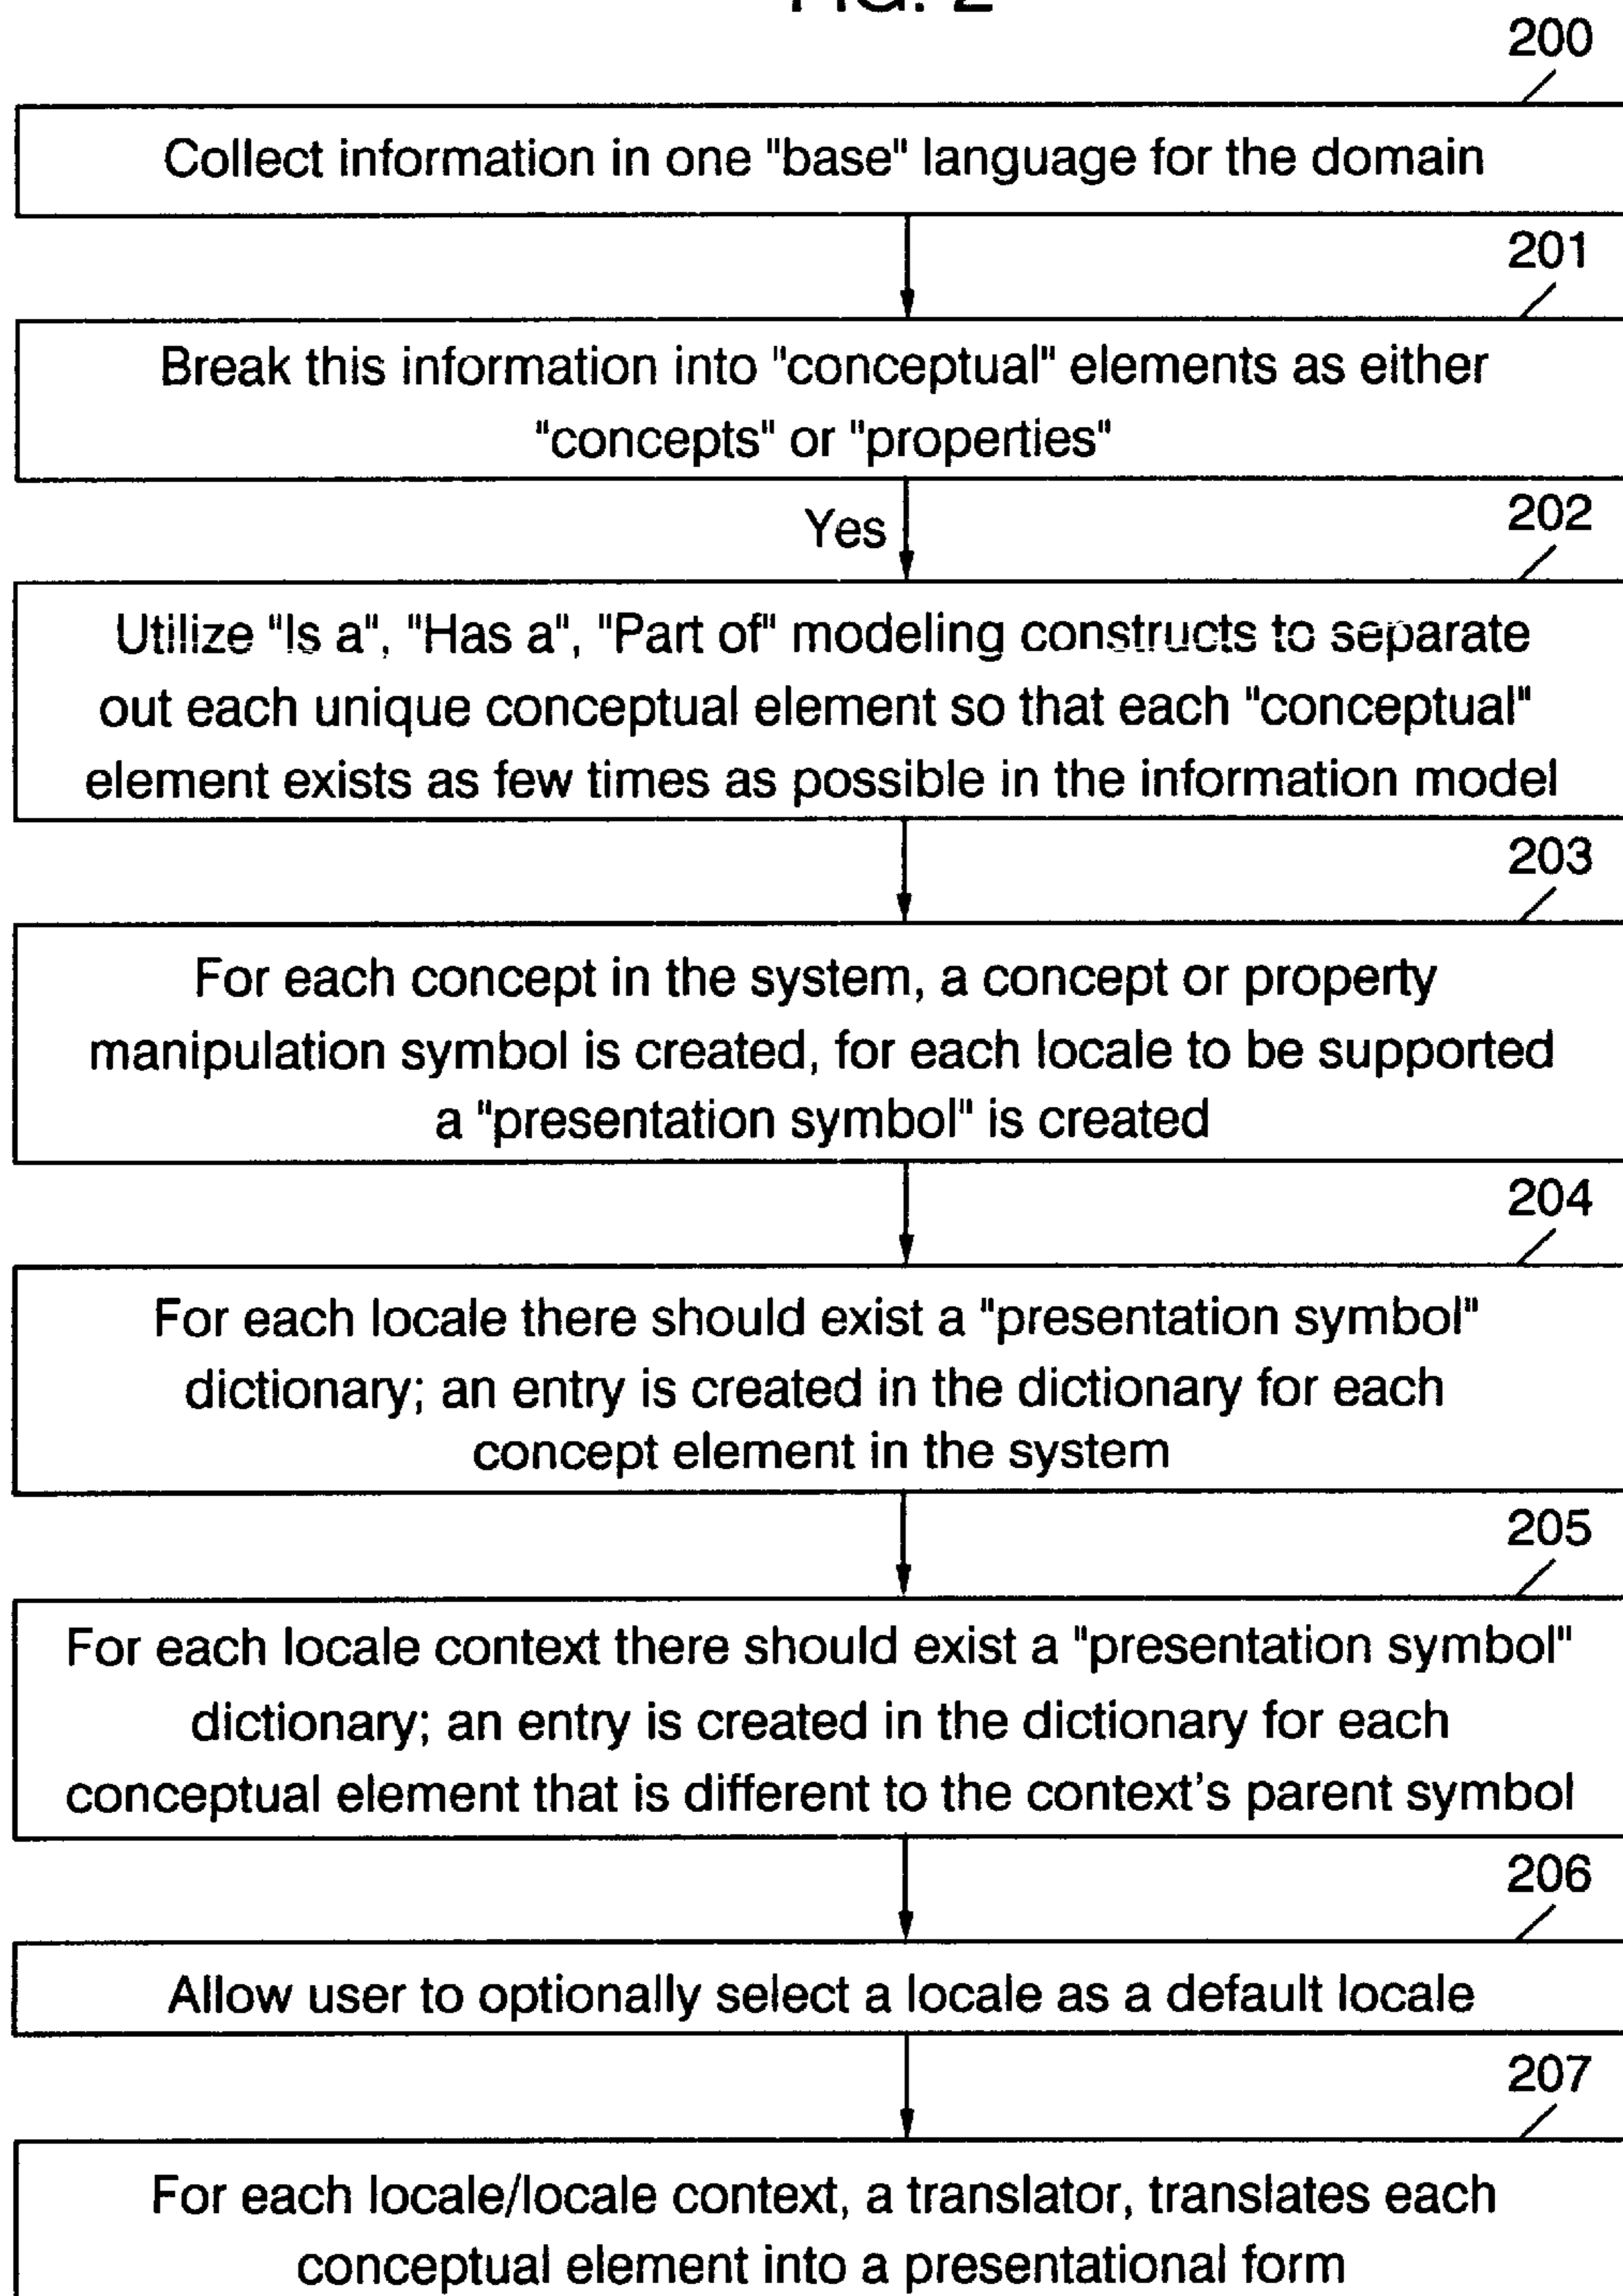 FIG. 2
200
Collect information in one "base" language for the domain
201
Break this information into "conceptual" elements as either
"concepts" or "properties"
Yes
202
Utilize "Is a", "Has a", "Part of" modeling constructs to separate
out each unique conceptual element so that each "conceptual"
element exists as few times as possible in the information model
203
For each concept in the system, a concept or property
manipulation symbol is created, for each locale to be supported
a "presentation symbol" is created
204
For each locale there should exist a "presentation symbol"
dictionary; an entry is created in the dictionary for each
concept element in the system
205
For each locale context there should exist a "presentation symbol"
dictionary; an entry is created in the dictionary for each
conceptual element that is different to the context's parent symbol
206
Allow user to optionally select a locale as a default locale
207
For each locale/locale context, a translator, translates each
conceptual element into a presentational form